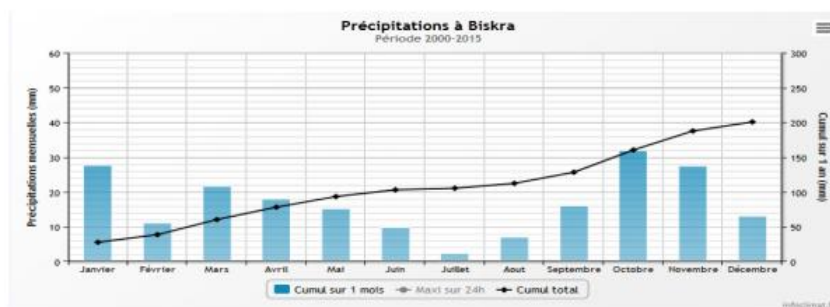 Précipitations à Biskra
Période 2000-2015
60
50
40
30
20
10
0
Précipitations mensuelles (mm)
300
250
200
150
100
50
0
Cumul sur 1 an (mm)
Janvier Février Mars Avril Mai Juin Juillet Aout Septembre Octobre Novembre Décembre
Cumul sur 1 mois Maxi sur 24h Cumul total